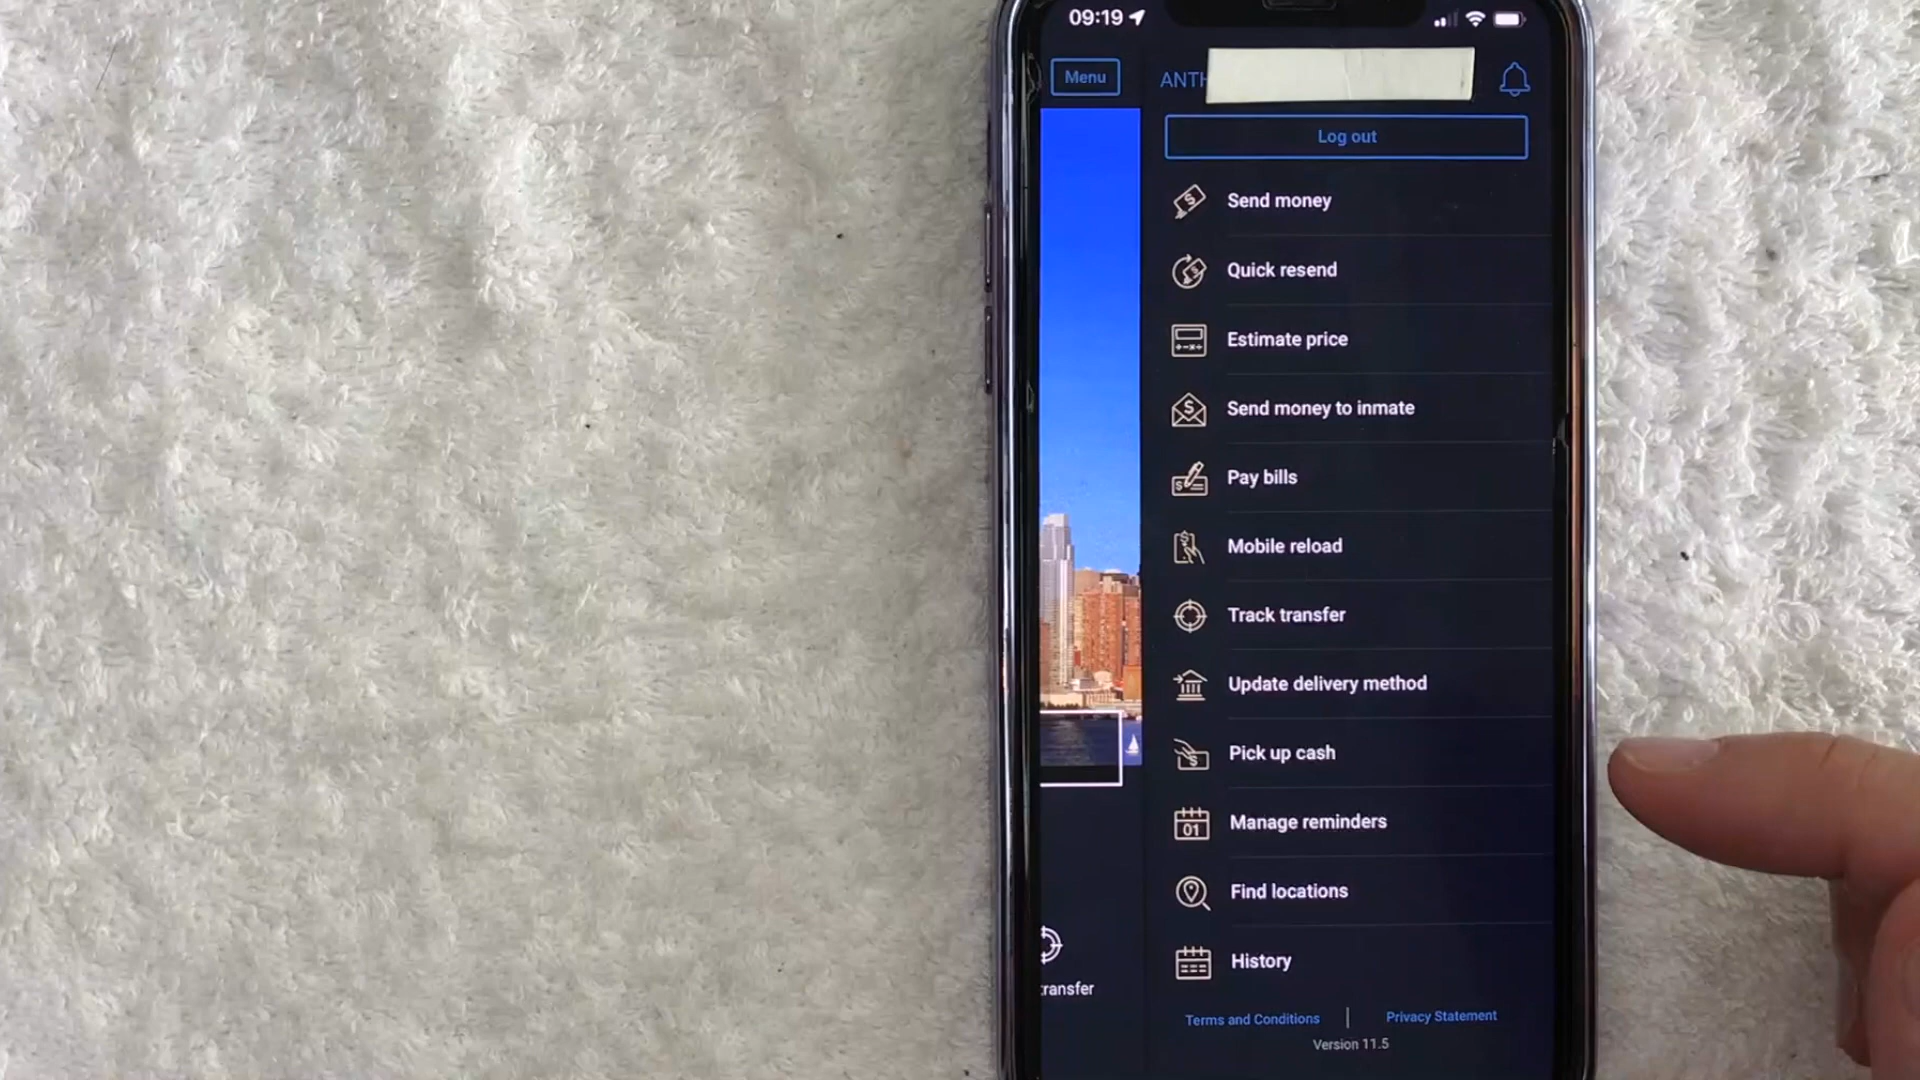 09:19
Menu
ANTH
Log out
Send money
Quick resend
Estimate price
Send money to inmate
Pay bills
Mobile reload
Track transfer
Update delivery method
Pick up cash
01
Manage reminders
Find locations
History
transfer
Terms and Conditions | Privacy Statement
Version 11.5